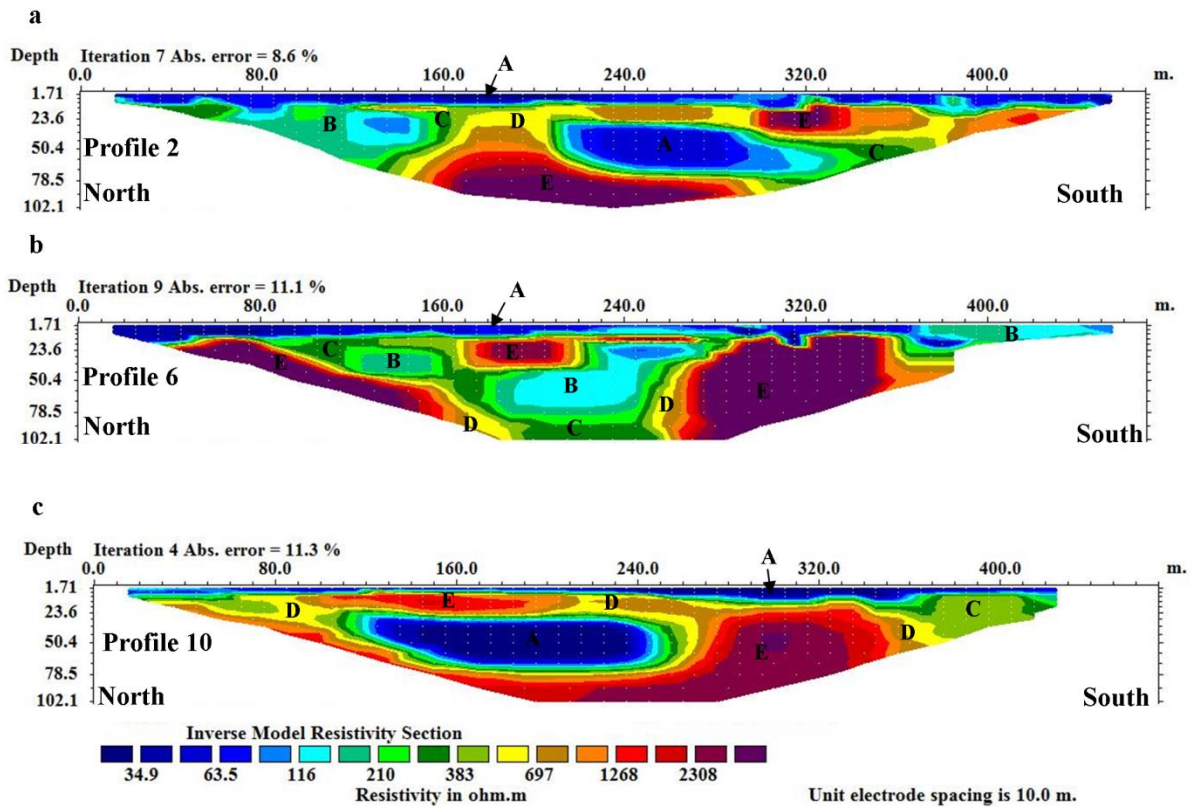 a
Depth Iteration 7 Abs. error = 8.6 %
A
0.0 80.0 160.0 240.0 320.0 400.0 m.
1.71
23.6
50.4
78.5
102.1
B C D E
A C
E
Profile 2
North South
b
Depth Iteration 9 Abs. error = 11.1 %
A
0.0 80.0 160.0 240.0 320.0 400.0 m.
1.71
23.6
50.4
78.5
102.1
B
E C B E
B E
D
D C
Profile 6
North South
c
Depth Iteration 4 Abs. error = 11.3 %
A
0.0 80.0 160.0 240.0 320.0 400.0 m.
1.71
23.6
50.4
78.5
102.1
D E D C
A E D
Profile 10
North South
Inverse Model Resistivity Section
34.9 63.5 116 210 383 697 1268 2308
Resistivity in ohm.m Unit electrode spacing is 10.0 m.